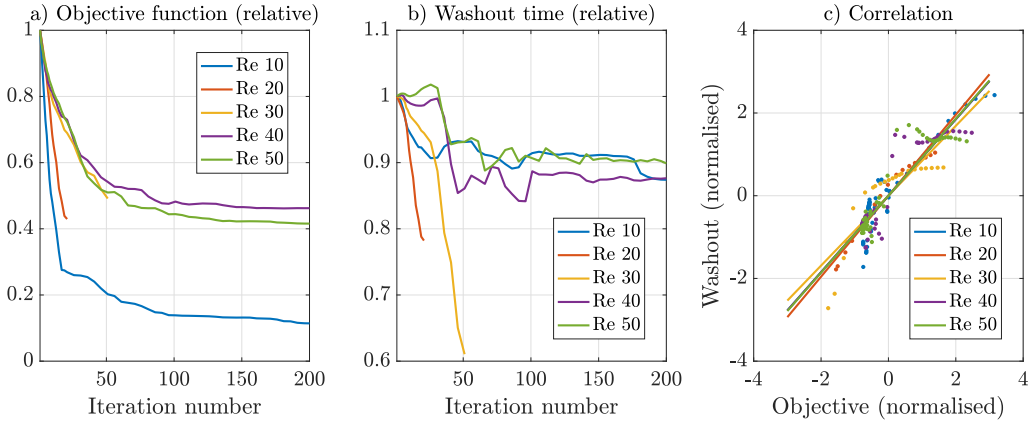 a) Objective function (relative)
1
0.8
0.6
0.4
0.2
0
50
100
150
200
Iteration number
Re 10
Re 20
Re 30
Re 40
Re 50
b) Washout time (relative)
1.1
1
0.9
0.8
0.7
0.6
50
100
150
200
Iteration number
Re 10
Re 20
Re 30
Re 40
Re 50
c) Correlation
Washout (normalised)
4
2
0
-2
-4
-4
-2
0
2
4
Objective (normalised)
Re 10
Re 20
Re 30
Re 40
Re 50